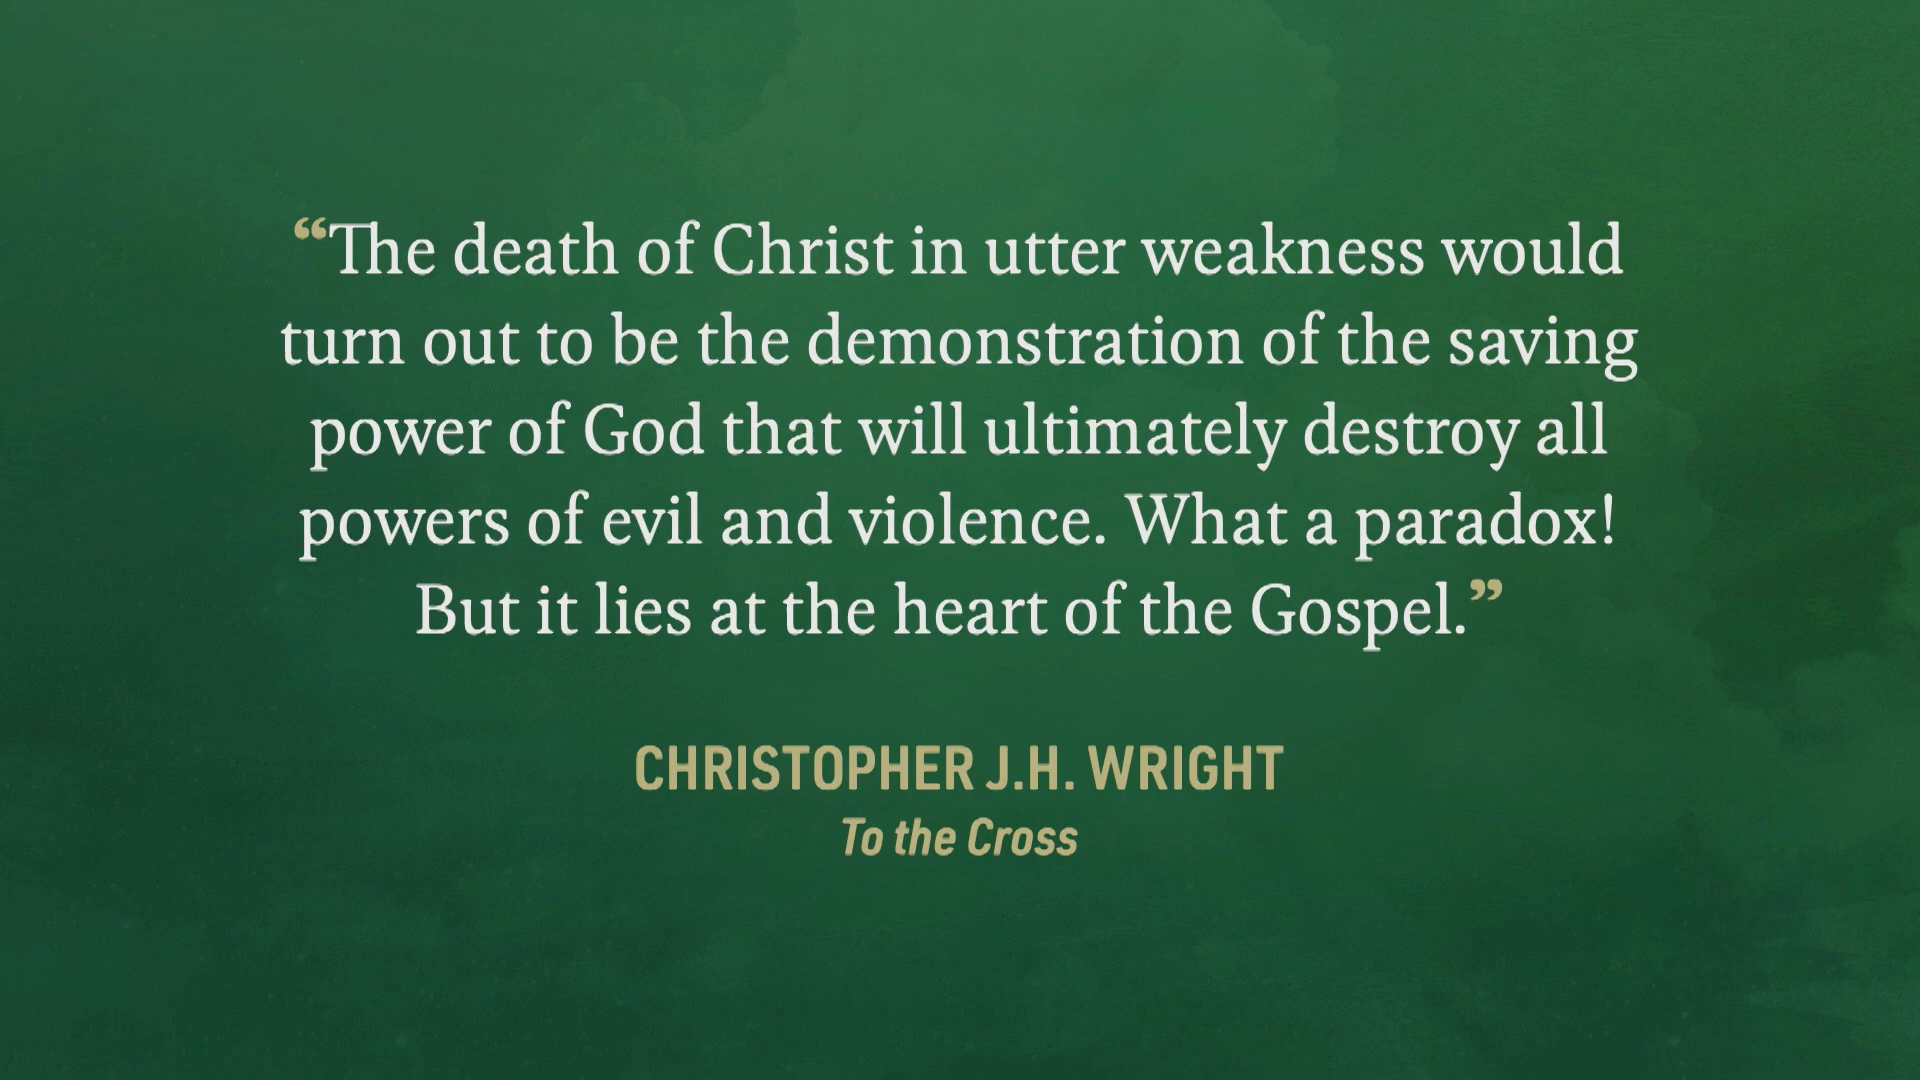 “The death of Christ in utter weakness would
turn out to be the demonstration of the saving
power of God that will ultimately destroy all
powers of evil and violence. What a paradox!
But it lies at the heart of the Gospel.”
CHRISTOPHER J.H. WRIGHT
To the Cross